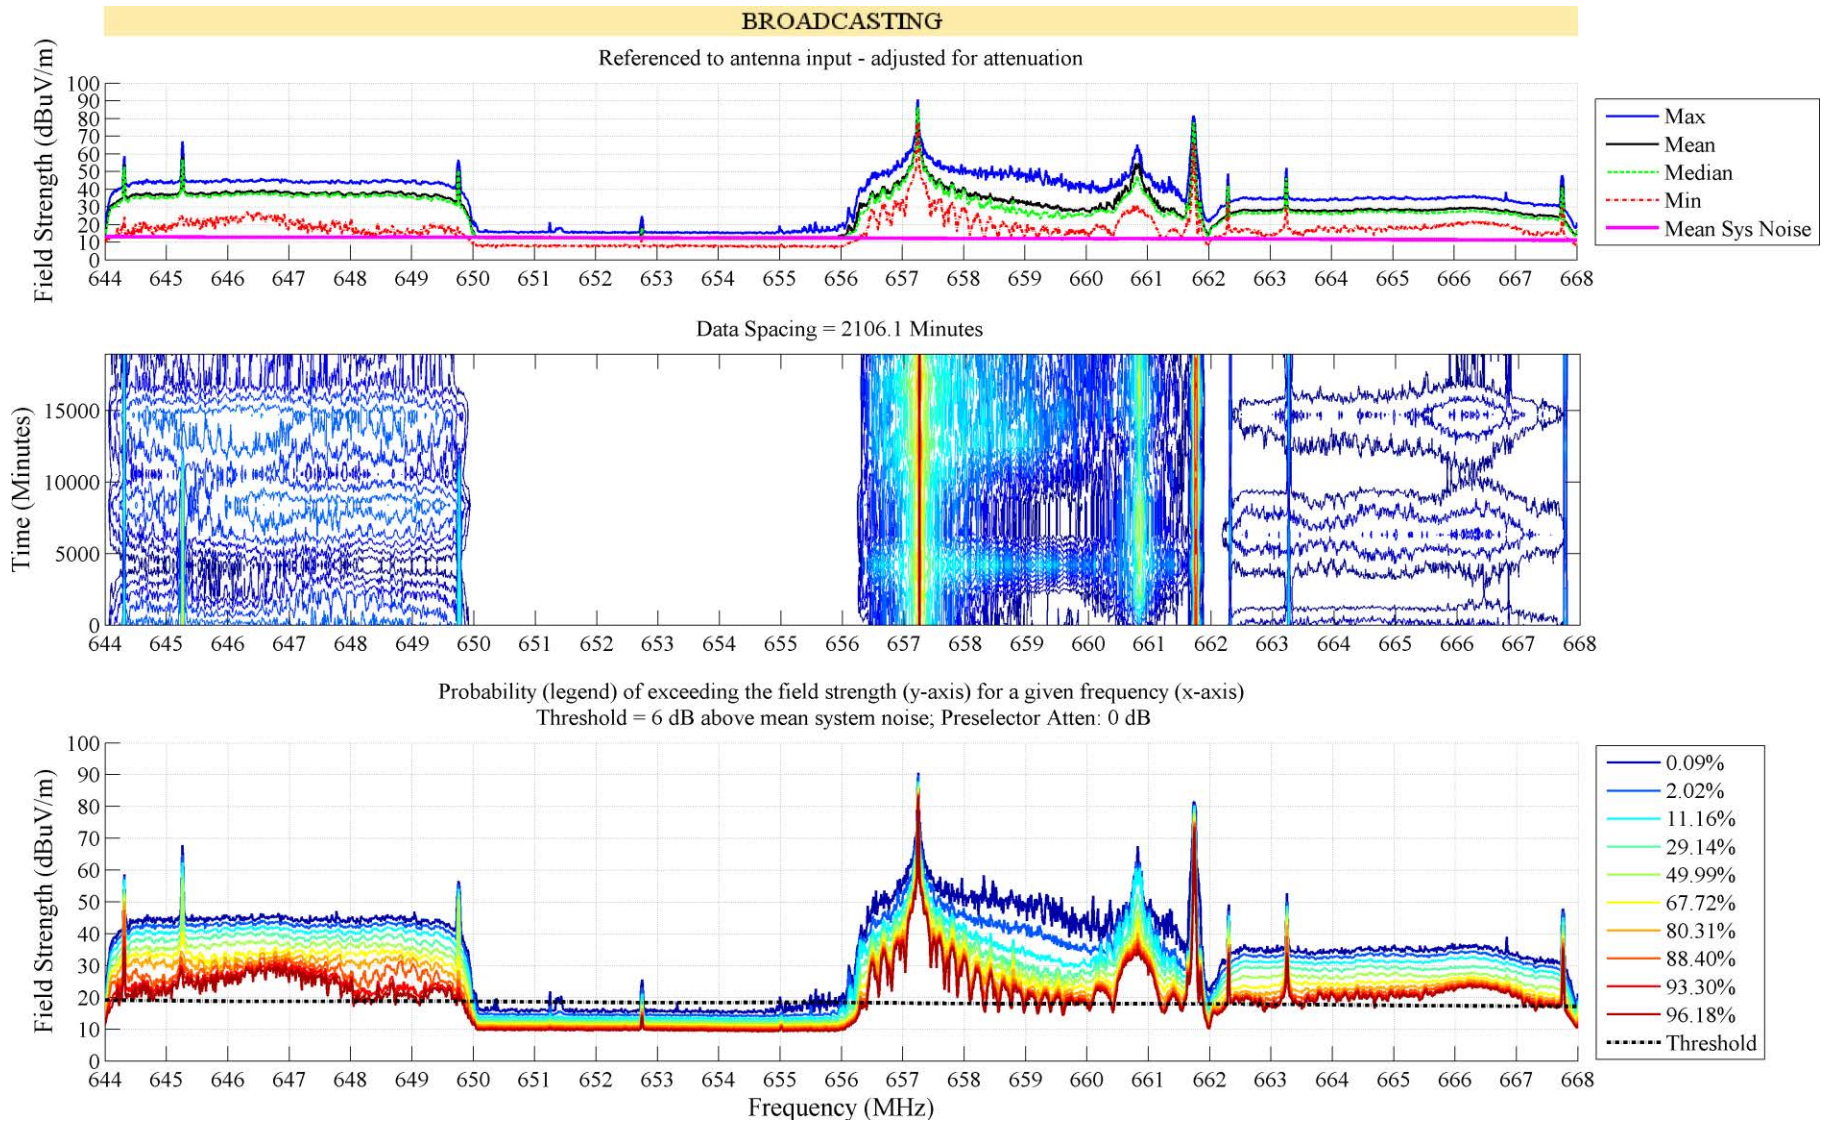 BROADCASTING
Referenced to antenna input - adjusted for attenuation
Field Strength (dBuV/m)
100
90
80
70
60
50
40
30
20
10
0
644 645 646 647 648 649 650 651 652 653 654 655 656 657 658 659 660 661 662 663 664 665 666 667 668
Max
Mean
Median
Min
Mean Sys Noise
Data Spacing = 2106.1 Minutes
Time (Minutes)
15000
10000
5000
0
644 645 646 647 648 649 650 651 652 653 654 655 656 657 658 659 660 661 662 663 664 665 666 667 668
Probability (legend) of exceeding the field strength (y-axis) for a given frequency (x-axis)
Threshold = 6 dB above mean system noise; Preselector Atten: 0 dB
Field Strength (dBuV/m)
100
90
80
70
60
50
40
30
20
10
0
644 645 646 647 648 649 650 651 652 653 654 655 656 657 658 659 660 661 662 663 664 665 666 667 668
Frequency (MHz)
0.09%
2.02%
11.16%
29.14%
49.99%
67.72%
80.31%
88.40%
93.30%
96.18%
Threshold